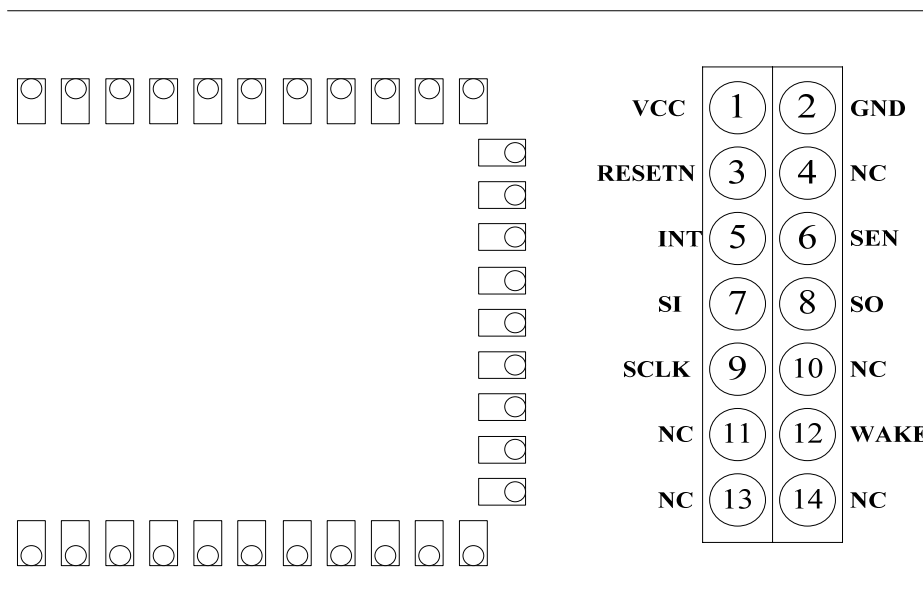 VCC 1 2 GND
RESETN 3 4 NC
INT 5 6 SEN
SI 7 8 SO
SCLK 9 10 NC
NC 11 12 WAKE
NC 13 14 NC